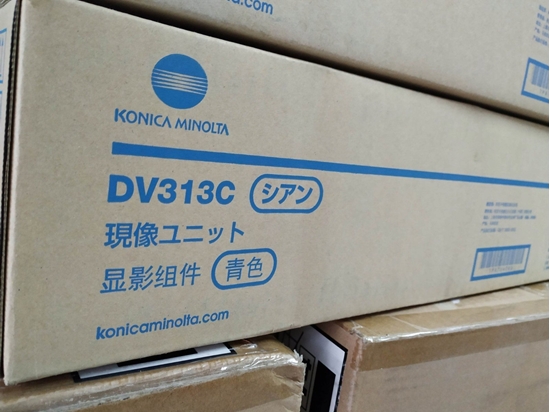 ta.com
KONICA MINOLTA
DV313C シアン
現像ユニット
显影组件 青色
konicaminolta.com